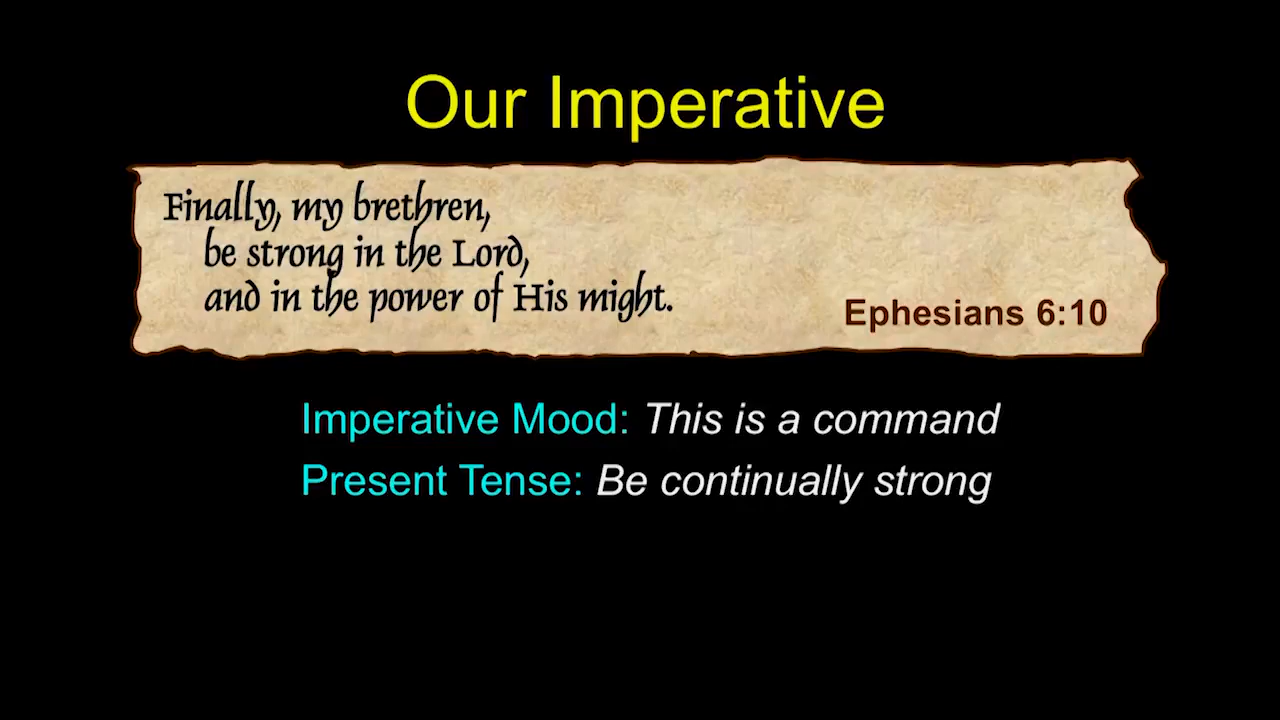 Our Imperative
Finally, my brethren,
be strong in the Lord,
and in the power of His might.
Ephesians 6:10
Imperative Mood: This is a command
Present Tense: Be continually strong